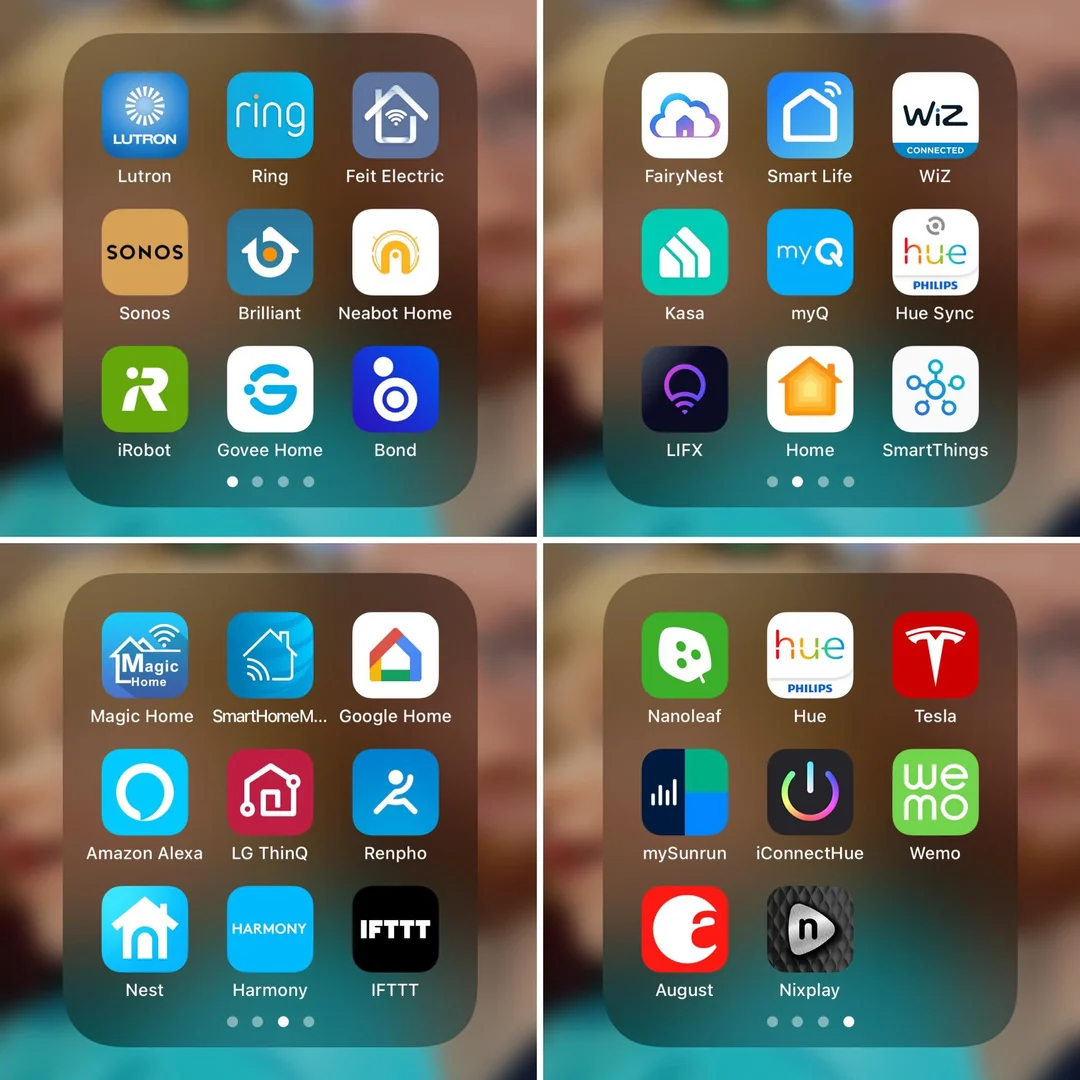 LUTRON
ring
Lutron
Ring
Feit Electric
SONOS
b
Sonos
Brilliant
Neabot Home
iR
G
iRobot
Govee Home
Bond
WiZ
CONNECTED
FairyNest
Smart Life
WiZ
myQ
hue
PHILIPS
Kasa
myQ
Hue Sync
LIFX
Home
SmartThings
Magic
Home
Magic Home
SmartHomeM...
Google Home
Amazon Alexa
LG ThinQ
Renpho
HARMONY
IFTTT
Nest
Harmony
IFTTT
hue
PHILIPS
Nanoleaf
Hue
Tesla
we
mo
mySunrun
iConnectHue
Wemo
a
n
August
Nixplay